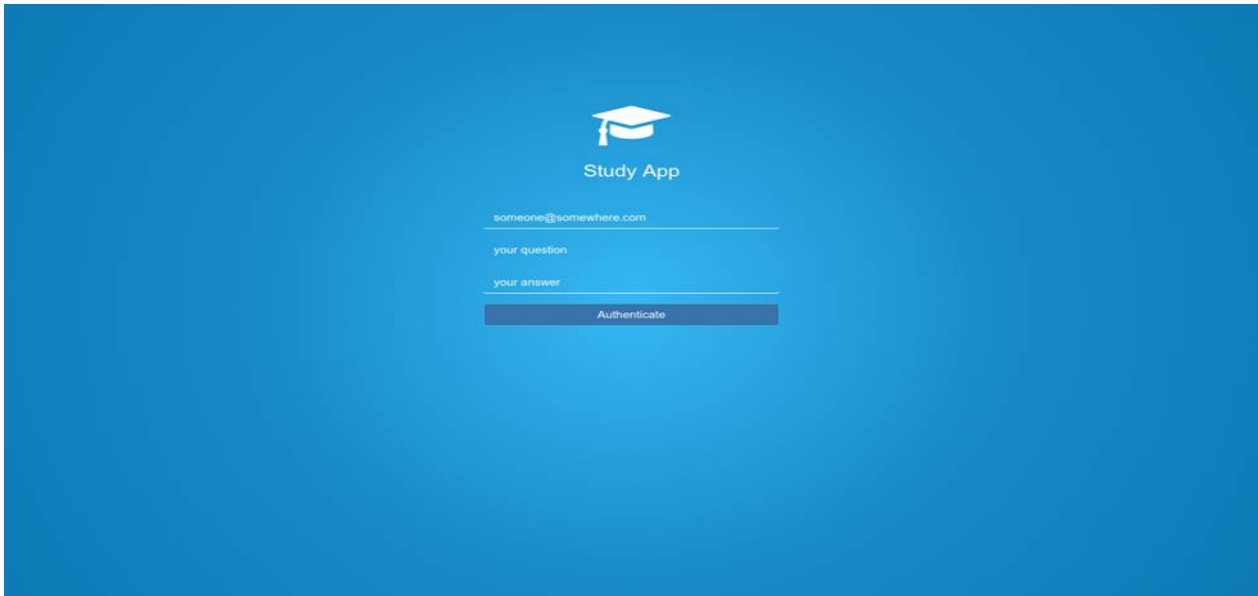 Study App
someone@somewhere.com
your question
your answer
Authenticate